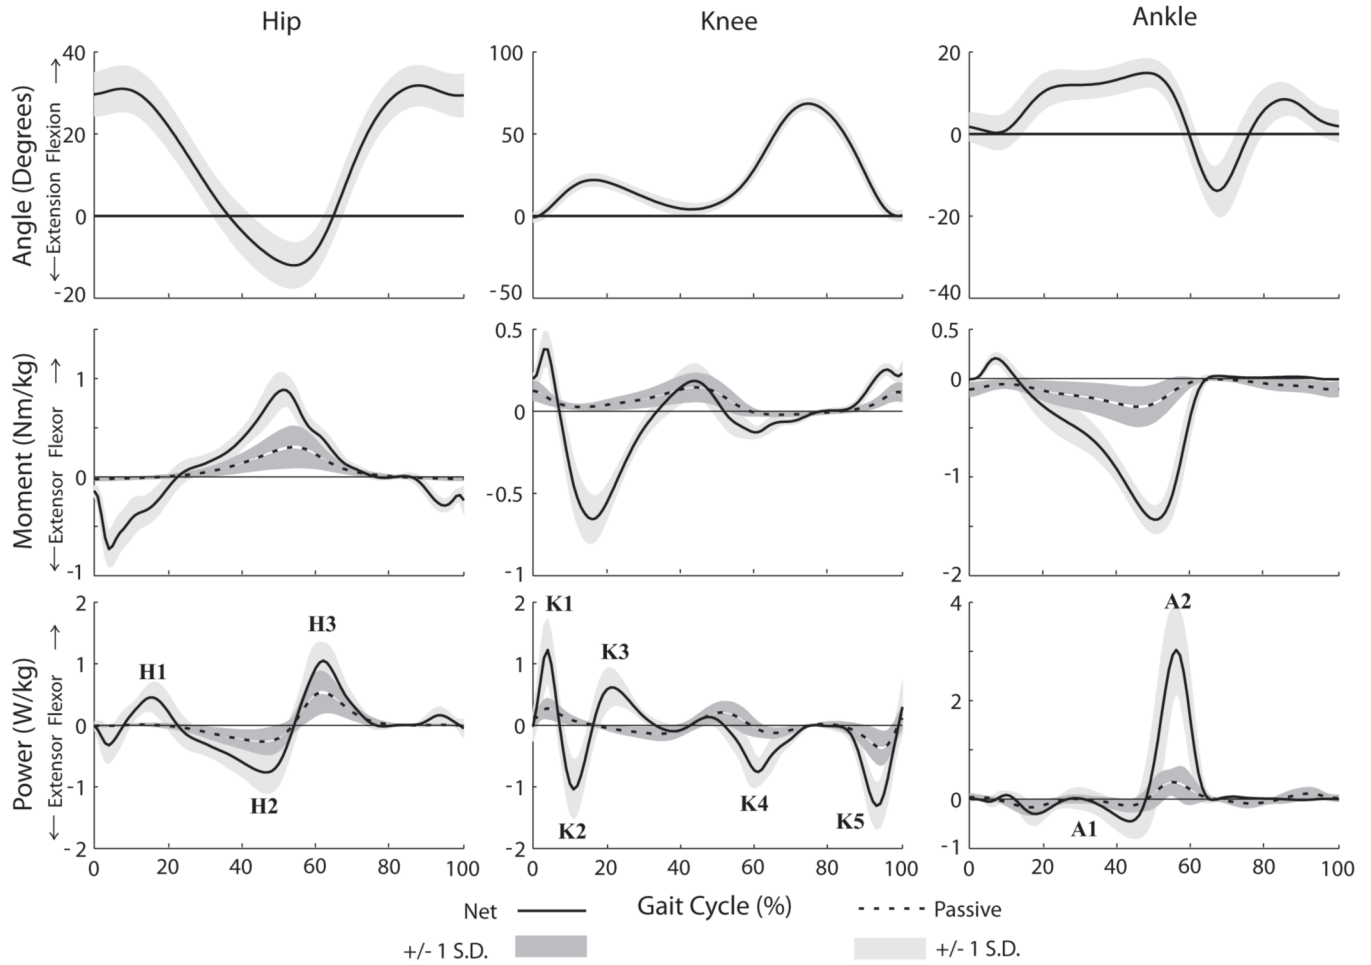 Hip
Knee
Ankle
Angle (Degrees)
←Extension Flexion →
40
20
0
-20
100
50
0
-50
20
0
-20
-40
Moment (Nm/kg)
←Extensor Flexor →
1
0
-1
0.5
0
-0.5
-1
0.5
0
-1
-2
Power (W/kg)
← Extensor Flexor →
2
1
0
-1
-2
H1
H2
H3
2
1
0
-1
-2
K1
K2
K3
K4
K5
4
2
0
-1
A1
A2
0 20 40 60 80 100
0 20 40 60 80 100
0 20 40 60 80 100
Gait Cycle (%)
Net
Passive
+/- 1 S.D.
+/- 1 S.D.